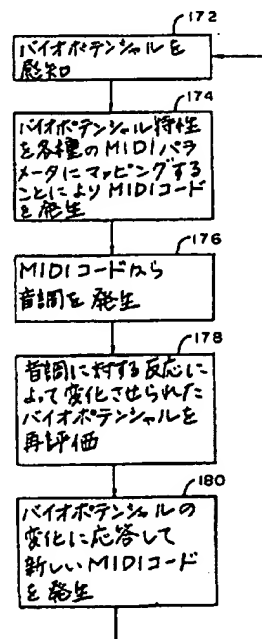 172
バイオポテンシャルを
感知
174
バイオポテンシャル特性
を各種のMIDIパラ
メータにマッピングする
ことによりMIDIコード
を発生
176
MIDIコードから
音調を発生
178
音調に対する反応に
よって変化させられた
バイオポテンシャルを
再評価
180
バイオポテンシャルの
変化に応答して
新しいMIDIコード
を発生